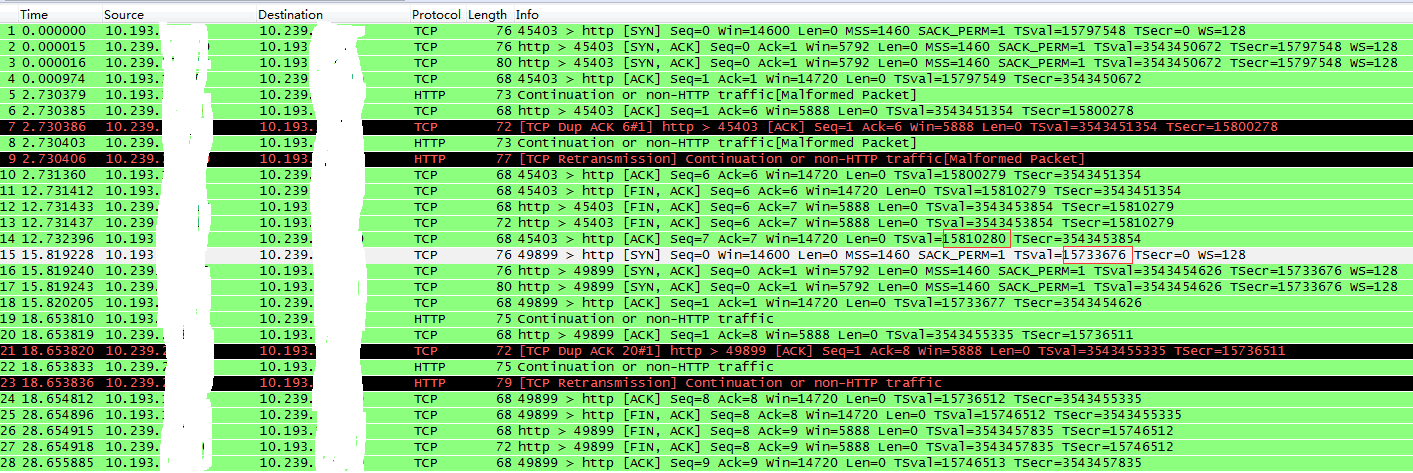 Time Source Destination Protocol Length Info
1 0.000000 10.193. 10.239. TCP 76 45403 > http [SYN] Seq=0 Win=14600 Len=0 MSS=1460 SACK_PERM=1 TSval=15797548 TSecr=0 WS=128
2 0.000015 10.239. 10.193 TCP 76 http > 45403 [SYN, ACK] Seq=0 Ack=1 Win=5792 Len=0 MSS=1460 SACK_PERM=1 TSval=3543450672 TSecr=15797548 WS=128
3 0.000016 10.239. 10.193. TCP 80 http > 45403 [SYN, ACK] Seq=0 Ack=1 Win=5792 Len=0 MSS=1460 SACK_PERM=1 TSval=3543450672 TSecr=15797548 WS=128
4 0.000974 10.193. 10.239. TCP 68 45403 > http [ACK] Seq=1 Ack=1 Win=14720 Len=0 TSval=15797549 TSecr=3543450672
5 2.730379 10.193. 10.239. HTTP 73 Continuation or non-HTTP traffic[Malformed Packet]
6 2.730385 10.239. 10.193. TCP 68 http > 45403 [ACK] Seq=1 Ack=6 Win=5888 Len=0 TSval=3543451354 TSecr=15800278
7 2.730386 10.239. 10.193. TCP 72 [TCP Dup ACK 6#1] http > 45403 [ACK] Seq=1 Ack=6 Win=5888 Len=0 TSval=3543451354 TSecr=15800278
8 2.730403 10.239. 10.193. HTTP 73 Continuation or non-HTTP traffic[Malformed Packet]
9 2.730406 10.239. 10.193. HTTP 77 [TCP Retransmission] Continuation or non-HTTP traffic[Malformed Packet]
10 2.731360 10.193. 10.239. TCP 68 45403 > http [ACK] Seq=6 Ack=6 Win=14720 Len=0 TSval=15800279 TSecr=3543451354
11 12.731412 10.193. 10.239. TCP 68 45403 > http [FIN, ACK] Seq=6 Ack=6 Win=14720 Len=0 TSval=15810279 TSecr=3543451354
12 12.731433 10.239. 10.193. TCP 68 http > 45403 [FIN, ACK] Seq=6 Ack=7 Win=5888 Len=0 TSval=3543453854 TSecr=15810279
13 12.731437 10.239. 10.193. TCP 72 http > 45403 [FIN, ACK] Seq=6 Ack=7 Win=5888 Len=0 TSval=3543453854 TSecr=15810279
14 12.732396 10.193. 10.239. TCP 68 45403 > http [ACK] Seq=7 Ack=7 Win=14720 Len=0 TSval=15810280 TSecr=3543453854
15 15.819228 10.193 10.239. TCP 76 49899 > http [SYN] Seq=0 Win=14600 Len=0 MSS=1460 SACK_PERM=1 TSval=15733676 TSecr=0 WS=128
16 15.819240 10.239. 10.193. TCP 76 http > 49899 [SYN, ACK] Seq=0 Ack=1 Win=5792 Len=0 MSS=1460 SACK_PERM=1 TSval=3543454626 TSecr=15733676 WS=128
17 15.819243 10.239. 10.193. TCP 80 http > 49899 [SYN, ACK] Seq=0 Ack=1 Win=5792 Len=0 MSS=1460 SACK_PERM=1 TSval=3543454626 TSecr=15733676 WS=128
18 15.820205 10.193. 10.239. TCP 68 49899 > http [ACK] Seq=1 Ack=1 Win=14720 Len=0 TSval=15733677 TSecr=3543454626
19 18.653810 10.193. 10.239. HTTP 75 Continuation or non-HTTP traffic
20 18.653819 10.239. 10.193. TCP 68 http > 49899 [ACK] Seq=1 Ack=8 Win=5888 Len=0 TSval=3543455335 TSecr=15736511
21 18.653820 10.239. 10.193. TCP 72 [TCP Dup ACK 20#1] http > 49899 [ACK] Seq=1 Ack=8 Win=5888 Len=0 TSval=3543455335 TSecr=15736511
22 18.653833 10.239. 10.193. HTTP 75 Continuation or non-HTTP traffic
23 18.653836 10.239. 10.193. HTTP 79 [TCP Retransmission] Continuation or non-HTTP traffic
24 18.654812 10.193. 10.239. TCP 68 49899 > http [ACK] Seq=8 Ack=8 Win=14720 Len=0 TSval=15736512 TSecr=3543455335
25 28.654896 10.193. 10.239. TCP 68 49899 > http [FIN, ACK] Seq=8 Ack=8 Win=14720 Len=0 TSval=15746512 TSecr=3543455335
26 28.654915 10.239. 10.193. TCP 68 http > 49899 [FIN, ACK] Seq=8 Ack=9 Win=5888 Len=0 TSval=3543457835 TSecr=15746512
27 28.654918 10.239. 10.193. TCP 72 http > 49899 [FIN, ACK] Seq=8 Ack=9 Win=5888 Len=0 TSval=3543457835 TSecr=15746512
28 28.655885 10.193. 10.239. TCP 68 49899 > http [ACK] Seq=9 Ack=9 Win=14720 Len=0 TSval=15746513 TSecr=3543457835